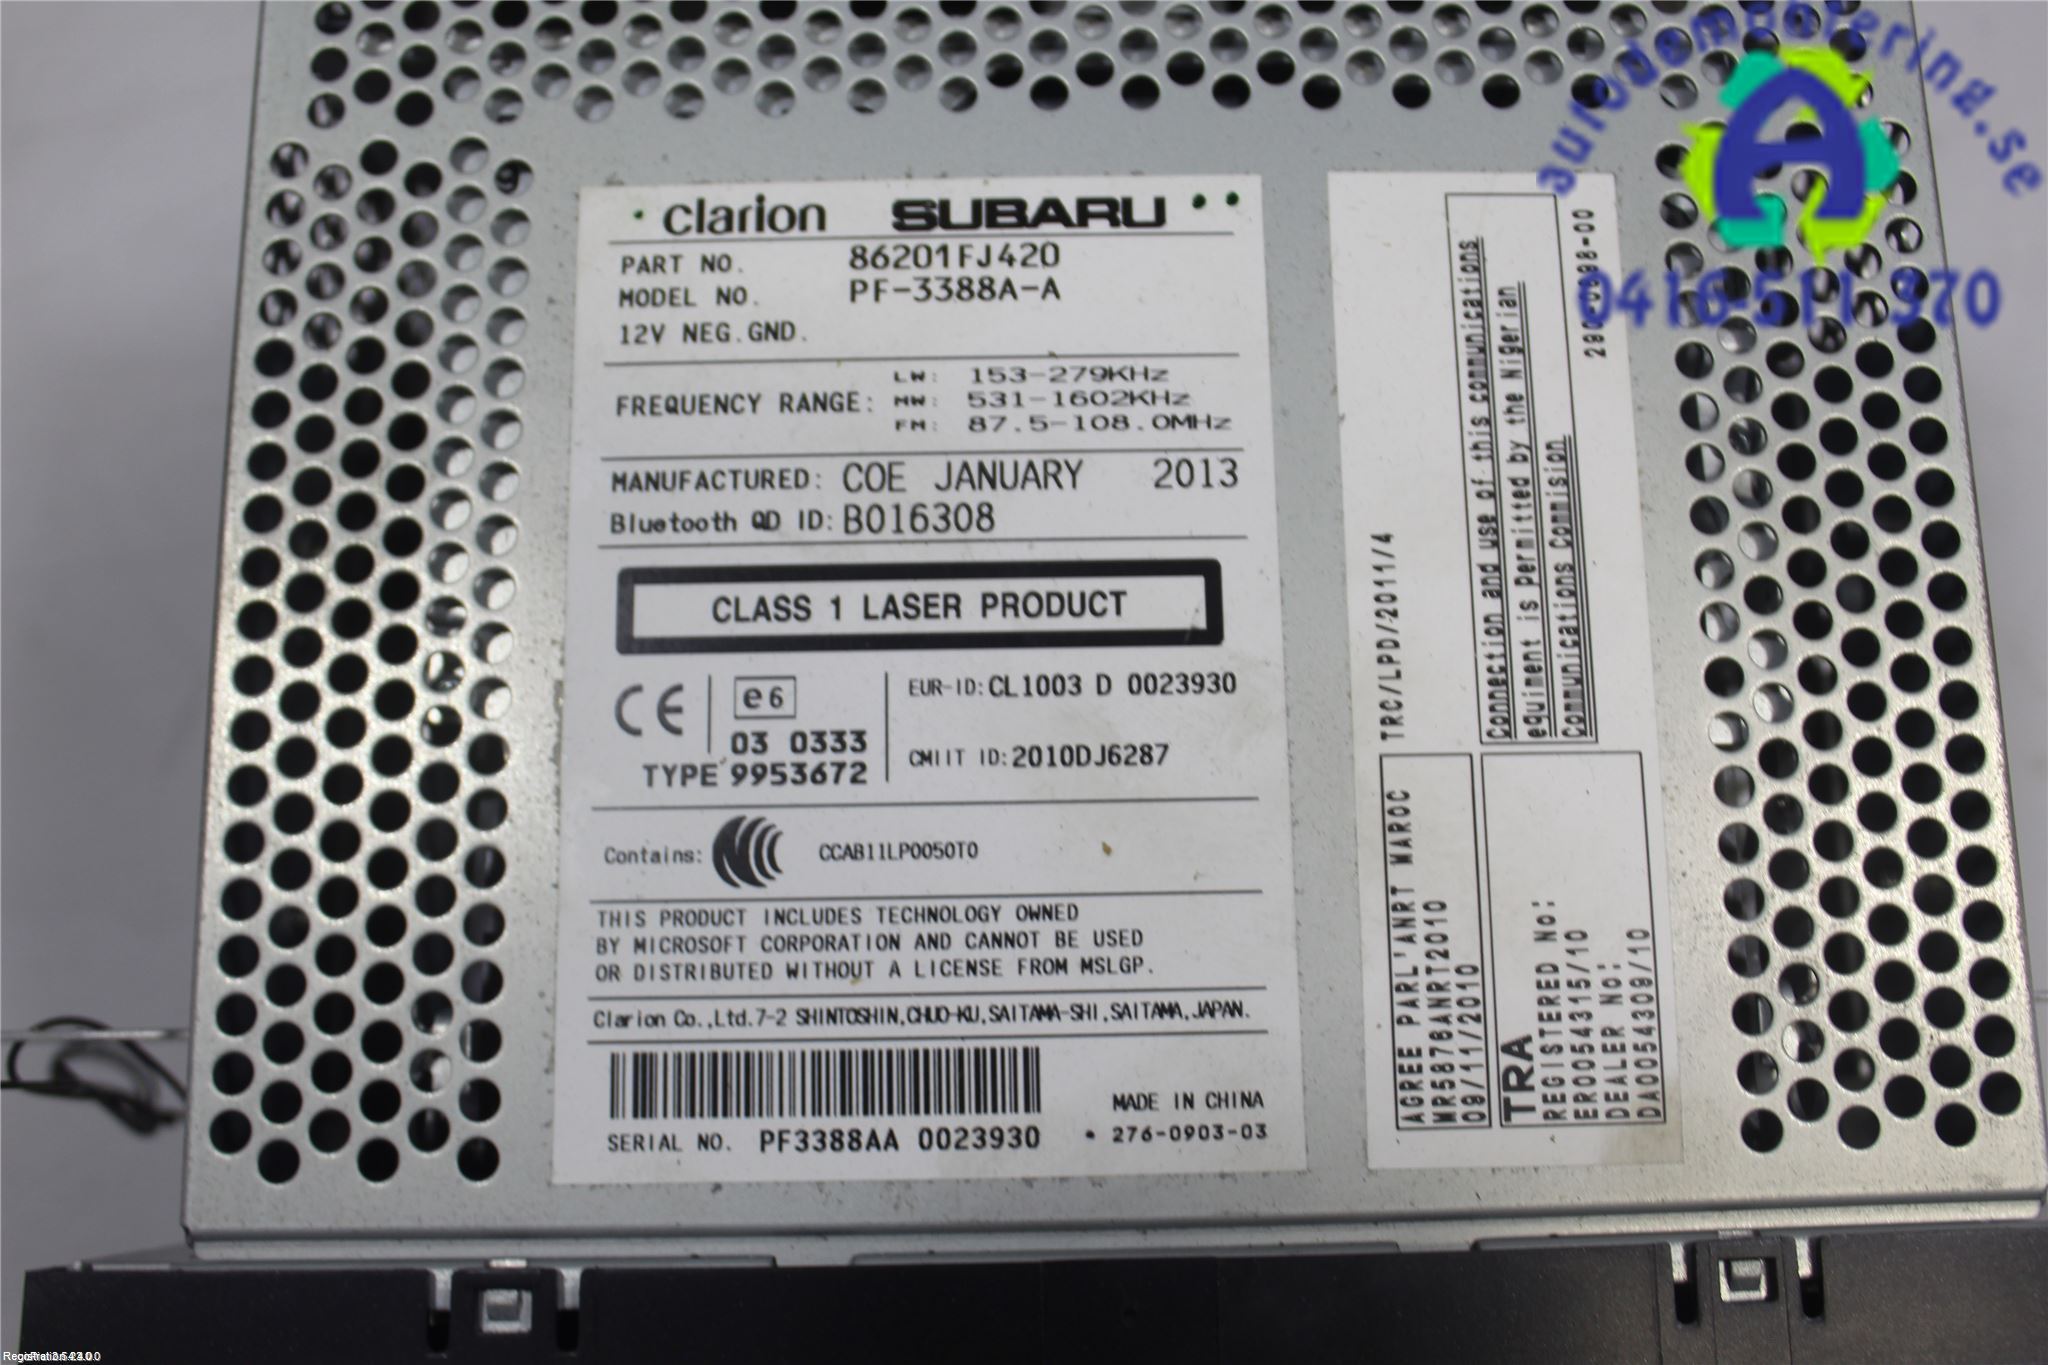 clarion SUBARU
PART NO. 86201FJ420
MODEL NO. PF-3388A-A
12V NEG.GND.
FREQUENCY RANGE: LW: 153-279KHz
MW: 531-1602KHz
FM: 87.5-108.0MHz
MANUFACTURED: COE JANUARY 2013
Bluetooth QD ID: B016308
CLASS 1 LASER PRODUCT
CE e6 EUR-ID: CL1003 D 0023930
03 0333
TYPE 9953672 CMIIT ID: 2010DJ6287
Contains: CCAB11LP0050T0
THIS PRODUCT INCLUDES TECHNOLOGY OWNED
BY MICROSOFT CORPORATION AND CANNOT BE USED
OR DISTRIBUTED WITHOUT A LICENSE FROM MSLGP.
Clarion Co.,Ltd.7-2 SHINTOSHIN,CHUO-KU,SAITAMA-SHI,SAITAMA,JAPAN.
MADE IN CHINA
SERIAL NO. PF3388AA 0023930 • 276-0903-03
TRC/LPD/2011/4
Connection and use of this communications
equipment is permitted by the Nigerian
Communications Commision
AGREE PARL'ANRT MAROC
MR5876ANRT2010
09/11/2010
TRA
REGISTERED No:
ER0054315/10
DEALER No:
DA0054309/10
autodemontering.se
A
0416-511 370